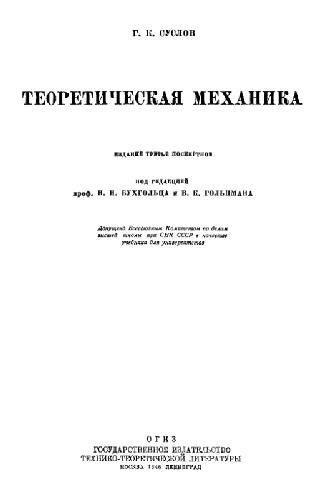 Г. К. СУСЛОВ
ТЕОРЕТИЧЕСКАЯ МЕХАНИКА
ИЗДАНИЕ ТРЕТЬЕ ПОСМЕРТНОЕ
ПОД РЕДАКЦИЕЙ
проф. Н. Н. БУХГОЛЬЦА и В. К. ГОЛЬЦМАНА
Допущено Всесоюзным Комитетом по делам
высшей школы при СНК СССР в качестве
учебника для университетов
ОГИЗ
ГОСУДАРСТВЕННОЕ ИЗДАТЕЛЬСТВО
ТЕХНИКО-ТЕОРЕТИЧЕСКОЙ ЛИТЕРАТУРЫ
МОСКВА 1946 ЛЕНИНГРАД